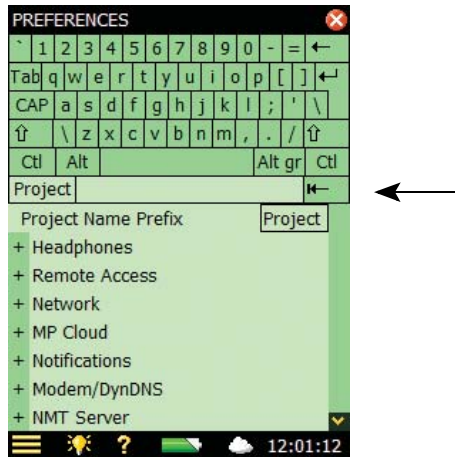 PREFERENCES
` 1 2 3 4 5 6 7 8 9 0 - = ←
Tab q w e r t y u i o p [ ] ↵
CAP a s d f g h j k l ; ' \
⇧ \ z x c v b n m , . / ⇧
Ctl Alt Alt gr Ctl
Project
Project Name Prefix Project
+ Headphones
+ Remote Access
+ Network
+ MP Cloud
+ Notifications
+ Modem/DynDNS
+ NMT Server
? 12:01:12